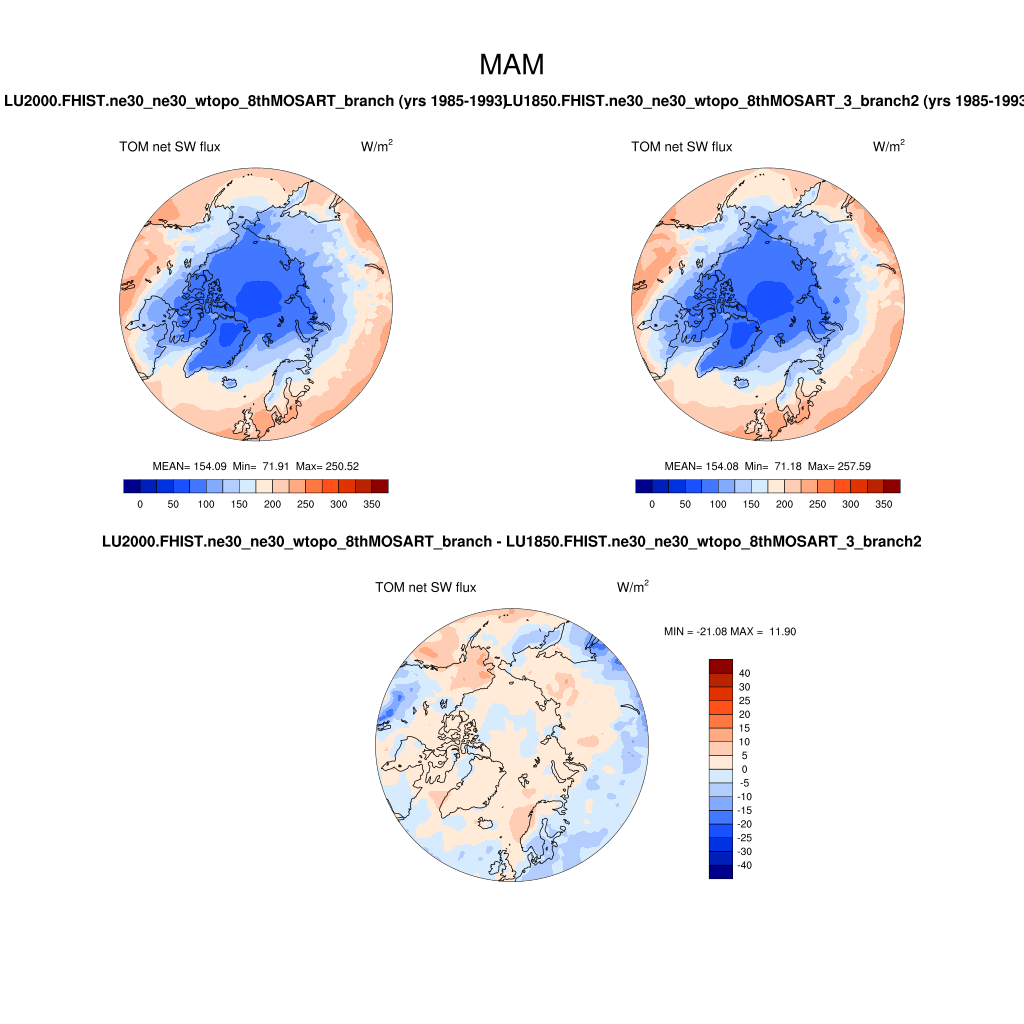 MAM
LU2000.FHIST.ne30_ne30_wtopo_8thMOSART_branch (yrs 1985-1993)
LU1850.FHIST.ne30_ne30_wtopo_8thMOSART_3_branch2 (yrs 1985-1993
TOM net SW flux W/m2
TOM net SW flux W/m2
MEAN= 154.09 Min= 71.91 Max= 250.52
MEAN= 154.08 Min= 71.18 Max= 257.59
0 50 100 150 200 250 300 350
0 50 100 150 200 250 300 350
LU2000.FHIST.ne30_ne30_wtopo_8thMOSART_branch - LU1850.FHIST.ne30_ne30_wtopo_8thMOSART_3_branch2
TOM net SW flux W/m2
MIN = -21.08 MAX = 11.90
40
30
25
20
15
10
5
0
-5
-10
-15
-20
-25
-30
-40